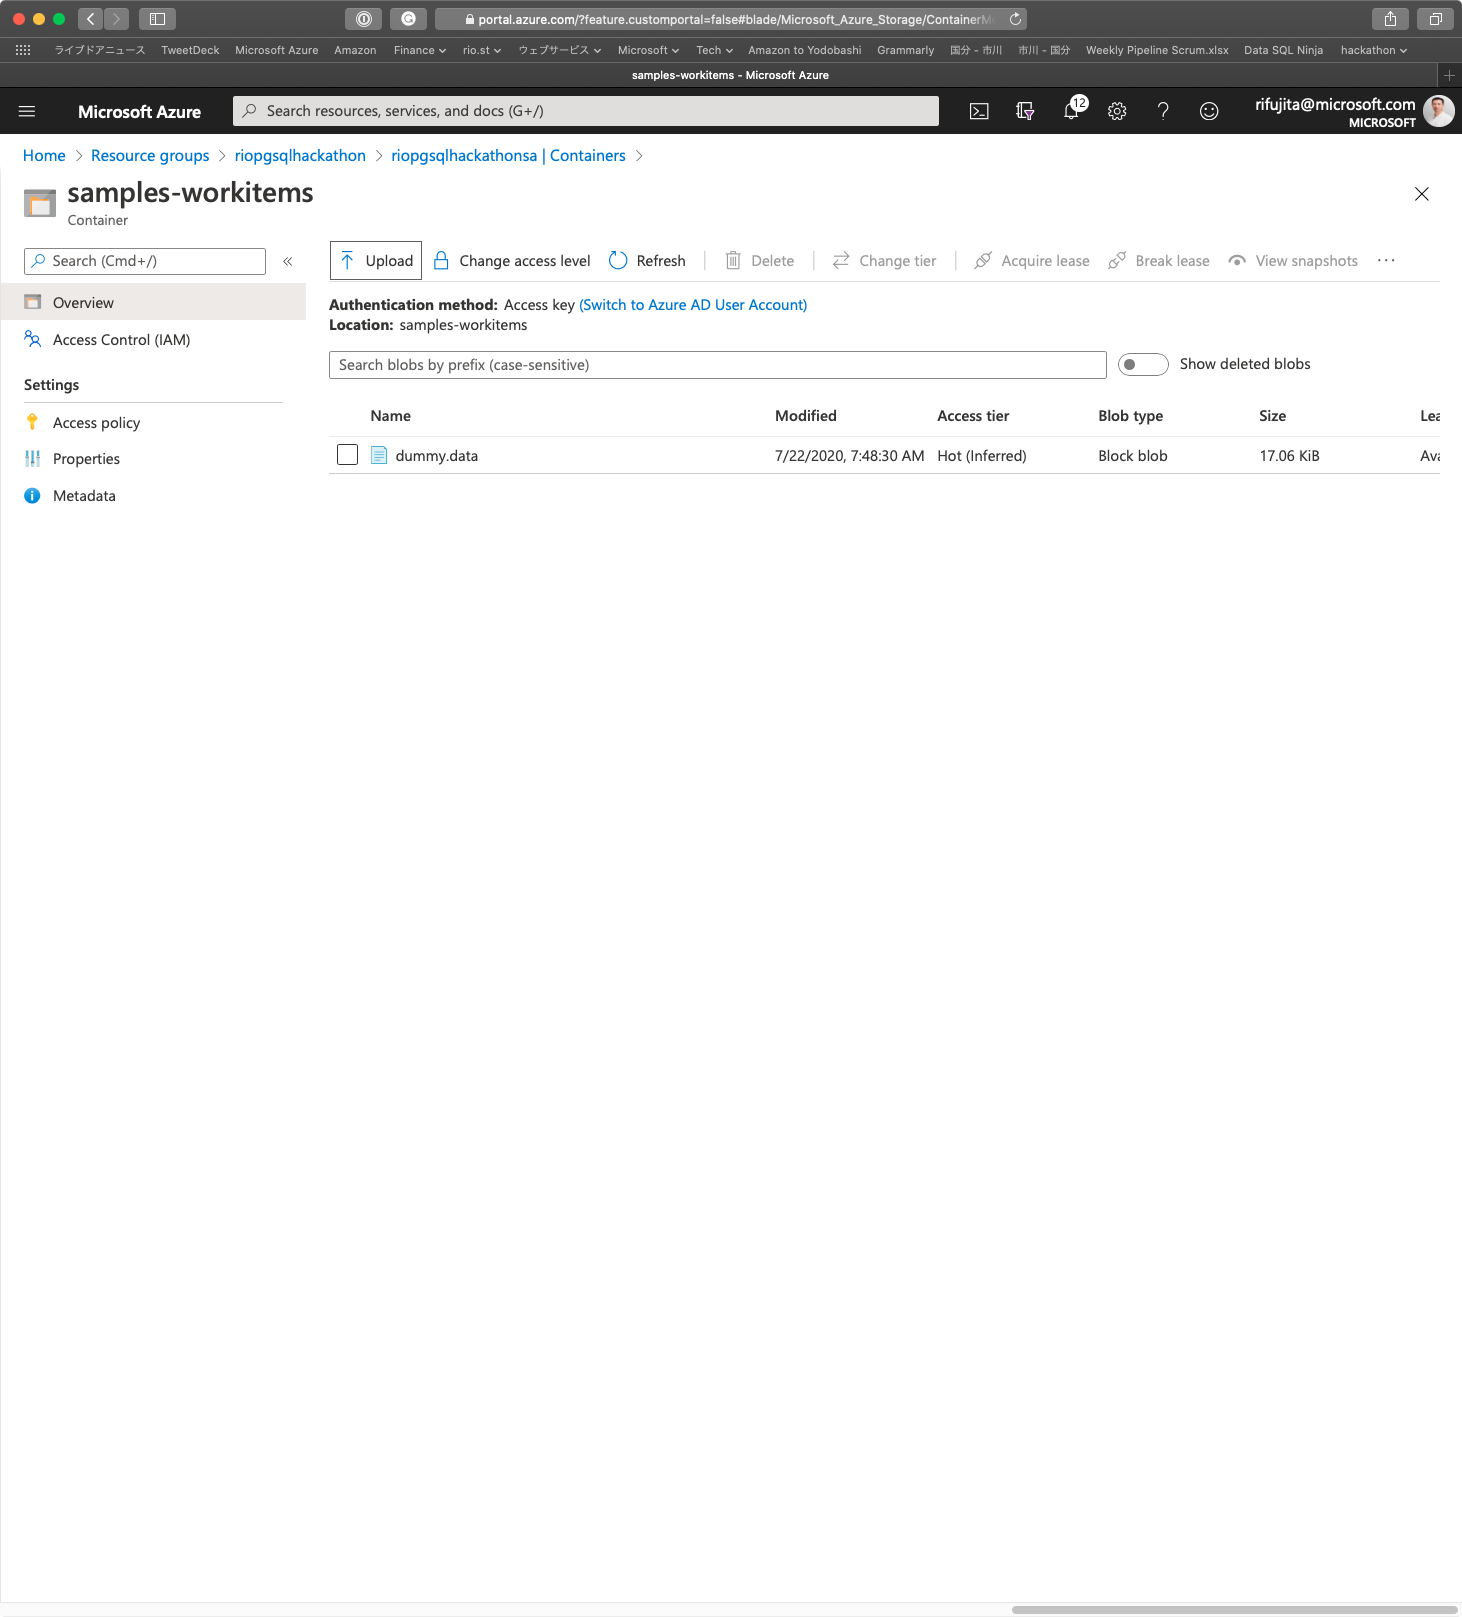 portal.azure.com/?feature.customportal=false#blade/Microsoft_Azure_Storage/ContainerM
ライブドアニュース TweetDeck Microsoft Azure Amazon Finance rio.st ウェブサービス Microsoft Tech Amazon to Yodobashi Grammarly 国分 – 市川 市川 – 国分 Weekly Pipeline Scrum.xlsx Data SQL Ninja hackathon
samples-workitems - Microsoft Azure
Microsoft Azure
Search resources, services, and docs (G+/)
12
rifujita@microsoft.com
MICROSOFT
Home > Resource groups > riopgsqlhackathon > riopgsqlhackathonsa | Containers >
samples-workitems
Container
Search (Cmd+/) «
Upload Change access level Refresh Delete Change tier Acquire lease Break lease View snapshots ...
Overview
Access Control (IAM)
Settings
Access policy
Properties
Metadata
Authentication method: Access key (Switch to Azure AD User Account)
Location: samples-workitems
Search blobs by prefix (case-sensitive)
Show deleted blobs
Name Modified Access tier Blob type Size Lea
dummy.data 7/22/2020, 7:48:30 AM Hot (Inferred) Block blob 17.06 KiB Ava